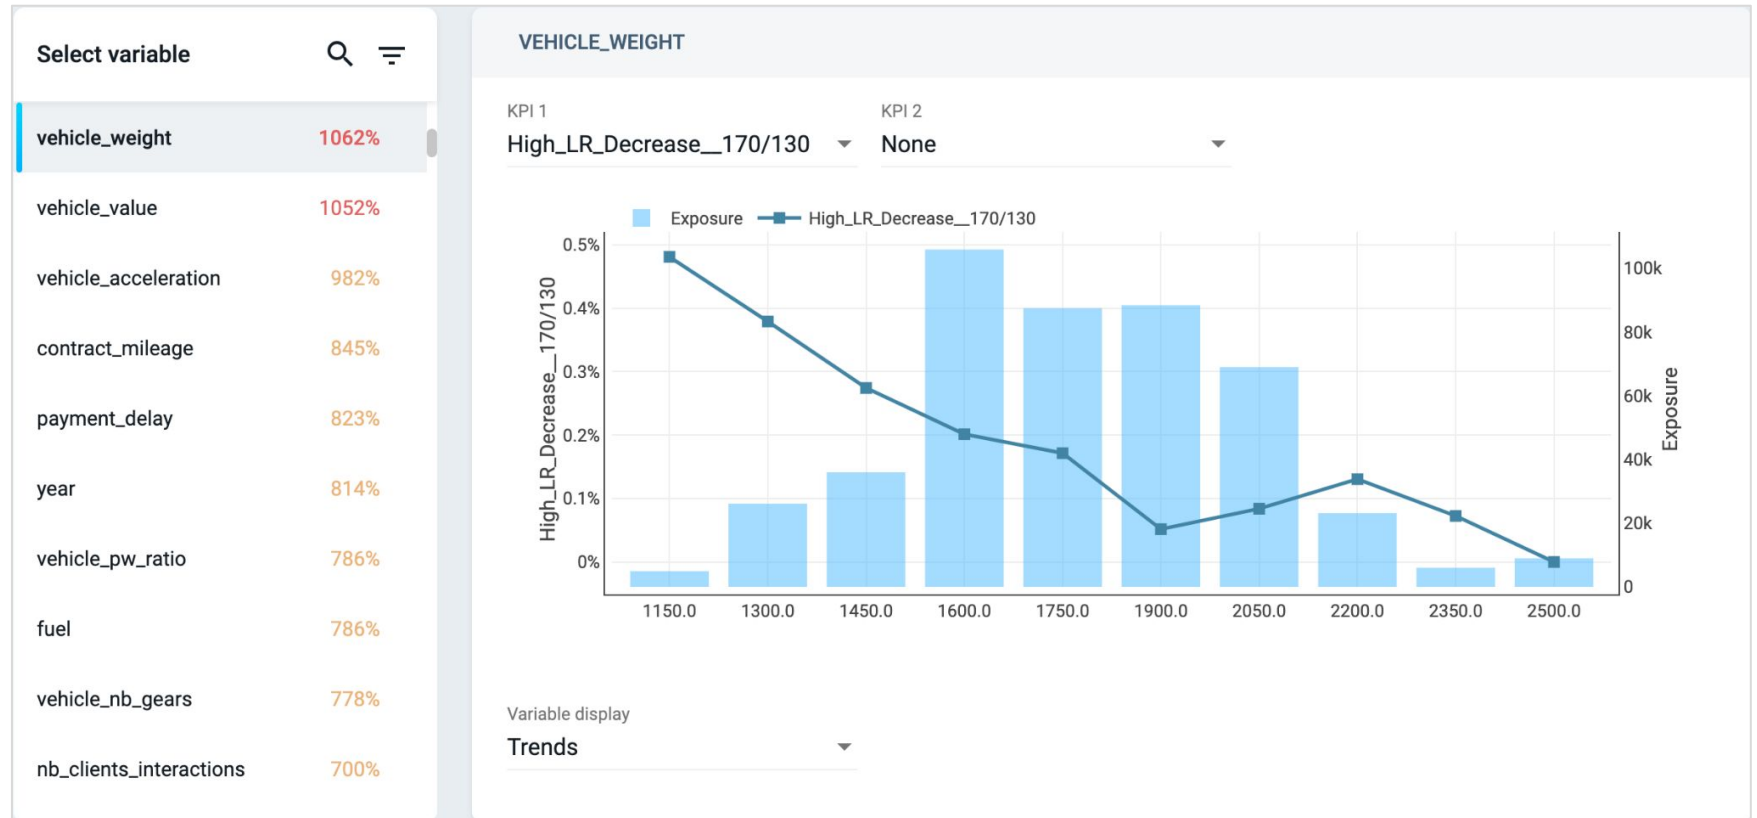 Select variable
vehicle_weight 1062%
vehicle_value 1052%
vehicle_acceleration 982%
contract_mileage 845%
payment_delay 823%
year 814%
vehicle_pw_ratio 786%
fuel 786%
vehicle_nb_gears 778%
nb_clients_interactions 700%
VEHICLE_WEIGHT
KPI 1
High_LR_Decrease__170/130
KPI 2
None
Exposure High_LR_Decrease__170/130
High_LR_Decrease__170/130
0.5%
0.4%
0.3%
0.2%
0.1%
0%
100k
80k
60k
40k
20k
0
Exposure
1150.0 1300.0 1450.0 1600.0 1750.0 1900.0 2050.0 2200.0 2350.0 2500.0
Variable display
Trends